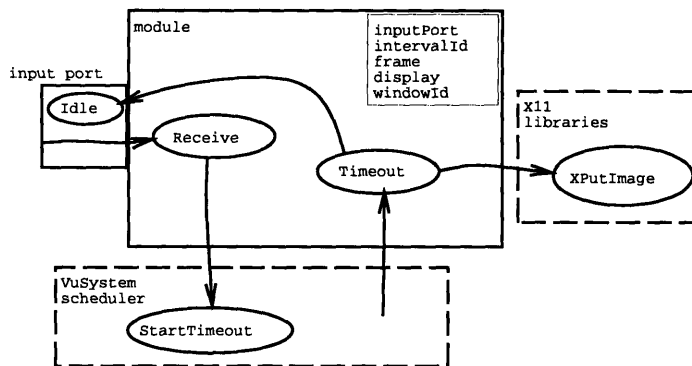 module
inputPort
intervalId
frame
display
windowId
input port
Idle
Receive
Timeout
X11
libraries
XPutImage
VuSystem
scheduler
StartTimeout